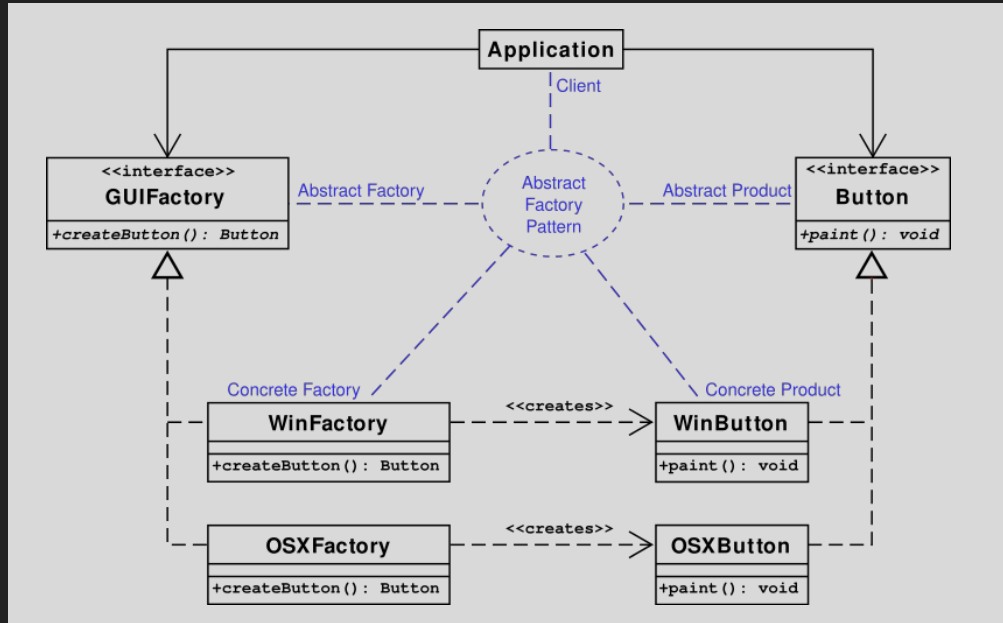 Application
Client
<<interface>>
GUIFactory
+createButton(): Button
Abstract Factory
Abstract
Factory
Pattern
Abstract Product
<<interface>>
Button
+paint(): void
Concrete Factory
Concrete Product
WinFactory
+createButton(): Button
<<creates>>
WinButton
+paint(): void
OSXFactory
+createButton(): Button
<<creates>>
OSXButton
+paint(): void